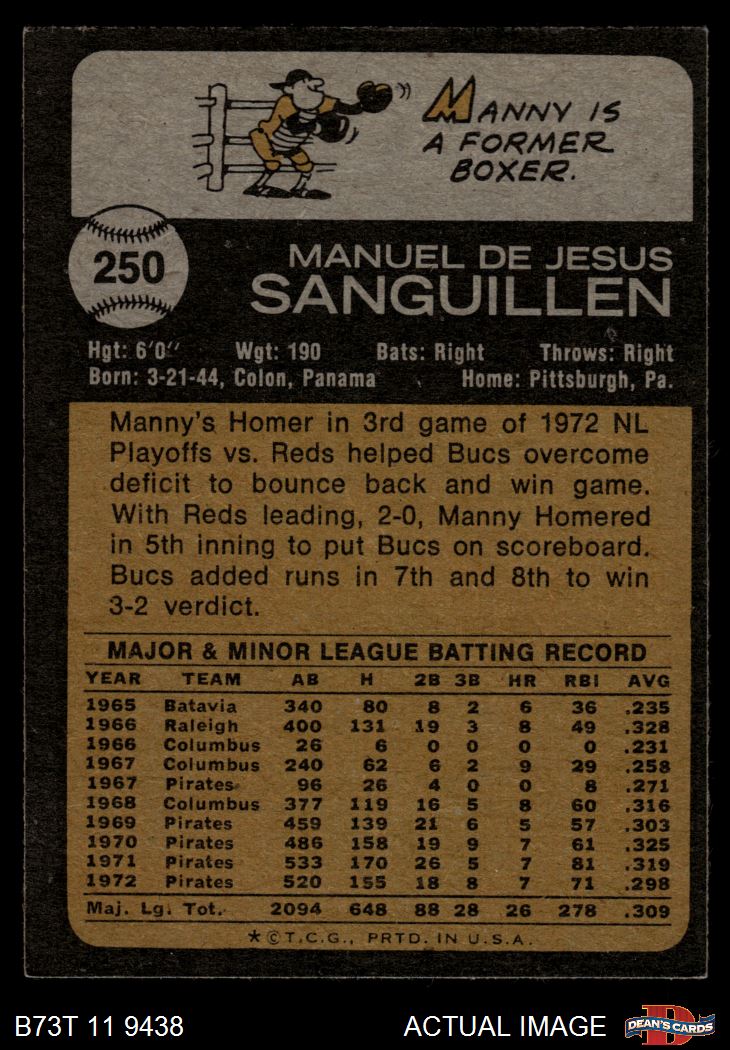 MANNY IS
A FORMER
BOXER.
250
MANUEL DE JESUS
SANGUILLEN
Hgt: 6'0" Wgt: 190 Bats: Right Throws: Right
Born: 3-21-44, Colon, Panama Home: Pittsburgh, Pa.
Manny's Homer in 3rd game of 1972 NL
Playoffs vs. Reds helped Bucs overcome
deficit to bounce back and win game.
With Reds leading, 2-0, Manny Homered
in 5th inning to put Bucs on scoreboard.
Bucs added runs in 7th and 8th to win
3-2 verdict.
MAJOR & MINOR LEAGUE BATTING RECORD
YEAR TEAM AB H 2B 3B HR RBI AVG
1965 Batavia 340 80 8 2 6 36 .235
1966 Raleigh 400 131 19 3 8 49 .328
1966 Columbus 26 6 0 0 0 0 .231
1967 Columbus 240 62 6 2 9 29 .258
1967 Pirates 96 26 4 0 0 8 .271
1968 Columbus 377 119 16 5 8 60 .316
1969 Pirates 459 139 21 6 5 57 .303
1970 Pirates 486 158 19 9 7 61 .325
1971 Pirates 533 170 26 5 7 81 .319
1972 Pirates 520 155 18 8 7 71 .298
Maj. Lg. Tot. 2094 648 88 28 26 278 .309
*©T.C.G., PRTD. IN U.S.A.
B73T 11 9438 ACTUAL IMAGE D DEAN'S CARDS